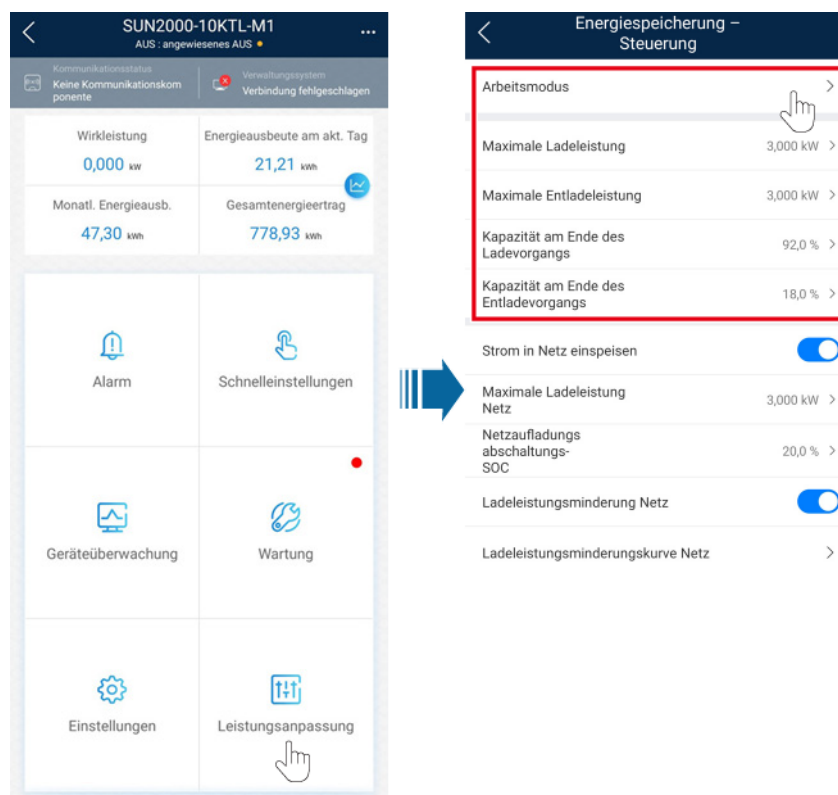 SUN2000-10KTL-M1
AUS : angewiesenes AUS
Kommunikationsstatus
Keine Kommunikationskom
ponente
Verwaltungssystem
Verbindung fehlgeschlagen
Wirkleistung
0,000 kW
Energieausbeute am akt. Tag
21,21 kWh
Monatl. Energieausb.
47,30 kWh
Gesamtenergieertrag
778,93 kWh
Alarm
Schnelleinstellungen
Geräteüberwachung
Wartung
Einstellungen
Leistungsanpassung
Energiespeicherung –
Steuerung
Arbeitsmodus
Maximale Ladeleistung 3,000 kW
Maximale Entladeleistung 3,000 kW
Kapazität am Ende des
Ladevorgangs 92,0 %
Kapazität am Ende des
Entladevorgangs 18,0 %
Strom in Netz einspeisen
Maximale Ladeleistung
Netz 3,000 kW
Netzaufladungs
abschaltungs- 20,0 %
SOC
Ladeleistungsminderung Netz
Ladeleistungsminderungskurve Netz